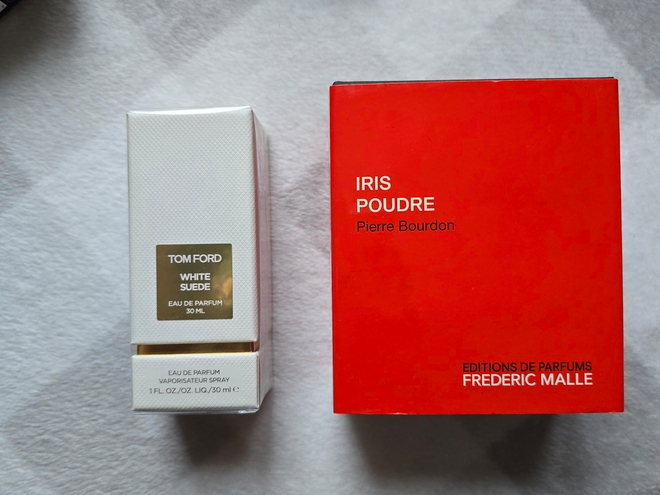 TOM FORD
WHITE
SUEDE
EAU DE PARFUM
30 ML
EAU DE PARFUM
VAPORISATEUR SPRAY
1 FL. OZ./OZ. LIQ./30 ml ℮
IRIS
POUDRE
Pierre Bourdon
EDITIONS DE PARFUMS
FREDERIC MALLE